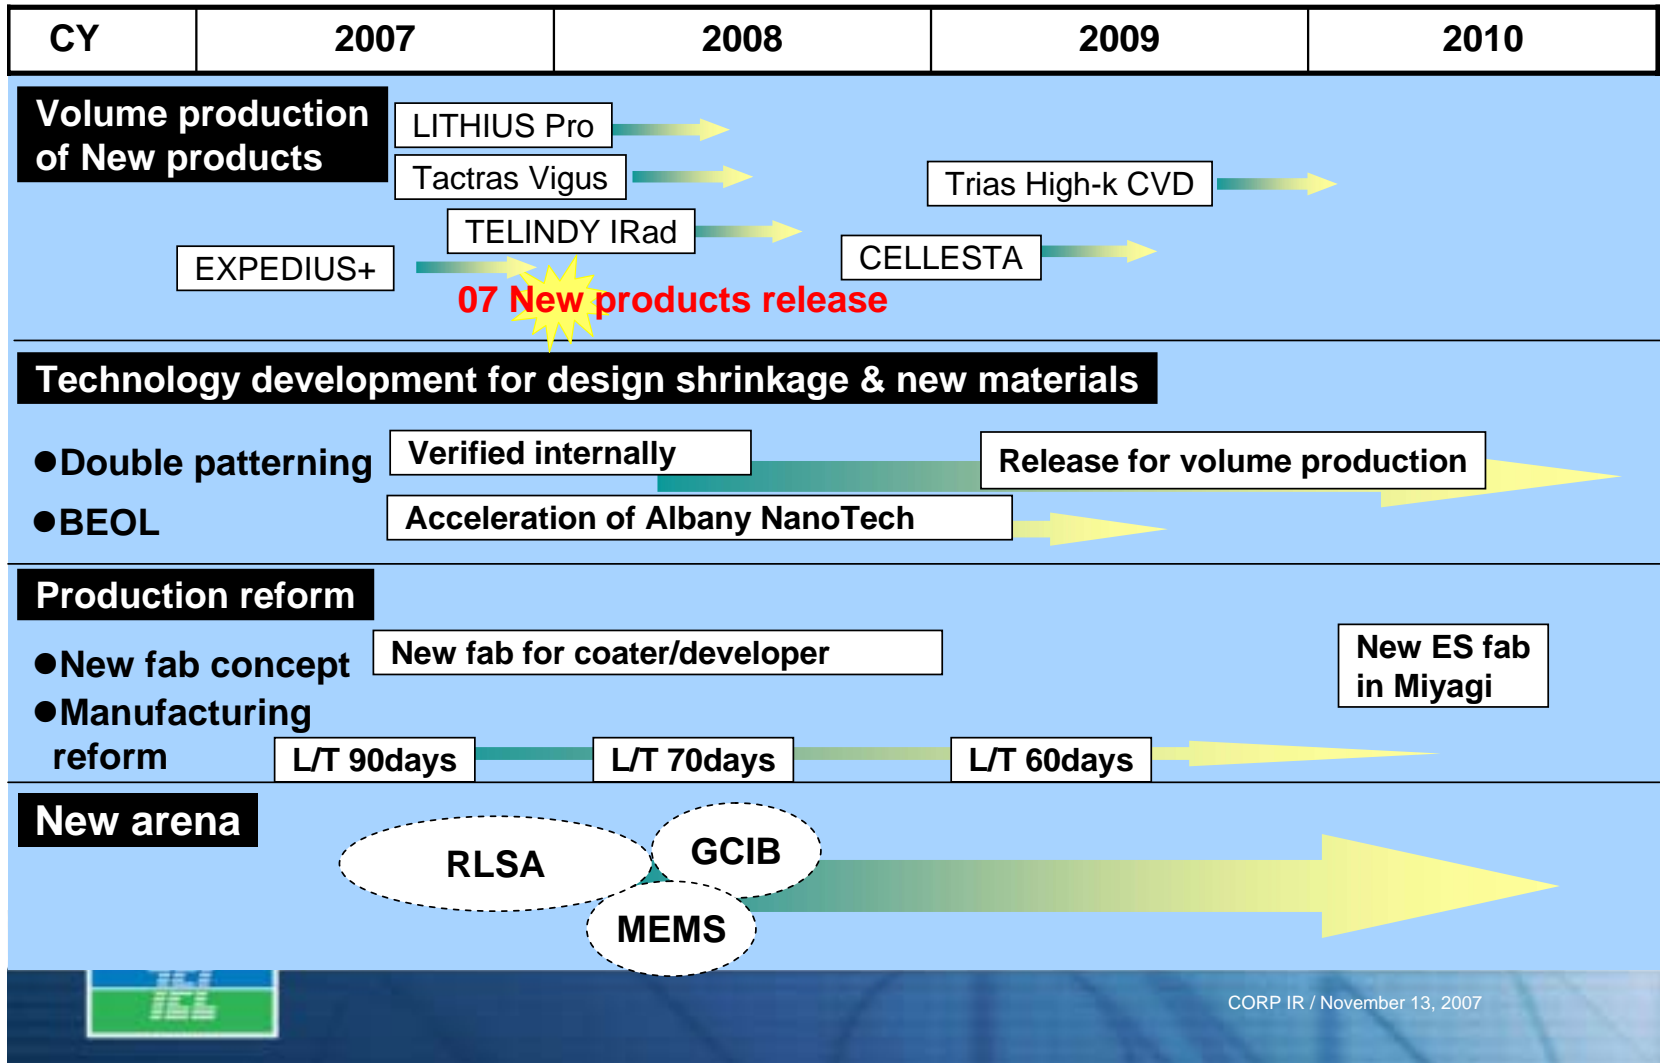 CY 2007 2008 2009 2010
Volume production
of New products
LITHIUS Pro
Tactras Vigus
Trias High-k CVD
TELINDY IRad
CELLESTA
EXPEDIUS+
07 New products release
Technology development for design shrinkage & new materials
●Double patterning
Verified internally
Release for volume production
●BEOL
Acceleration of Albany NanoTech
Production reform
●New fab concept
New fab for coater/developer
New ES fab
in Miyagi
●Manufacturing
reform
L/T 90days
L/T 70days
L/T 60days
New arena
RLSA
GCIB
MEMS
TEL
CORP IR / November 13, 2007